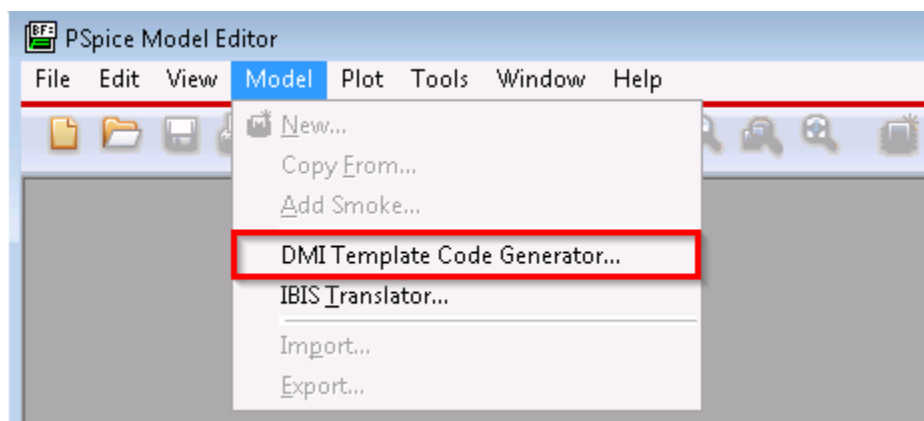 BF: PSpice Model Editor
File Edit View Model Plot Tools Window Help
New...
Copy From...
Add Smoke...
DMI Template Code Generator...
IBIS Translator...
Import...
Export...